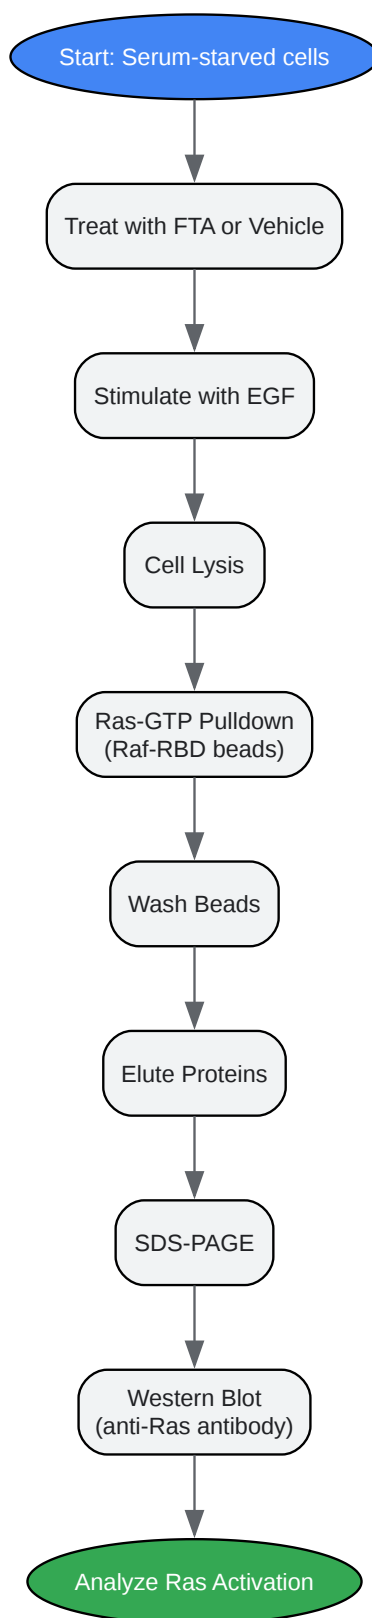 Start: Serum-starved cells
Treat with FTA or Vehicle
Stimulate with EGF
Cell Lysis
Ras-GTP Pulldown
(Raf-RBD beads)
Wash Beads
Elute Proteins
SDS-PAGE
Western Blot
(anti-Ras antibody)
Analyze Ras Activation